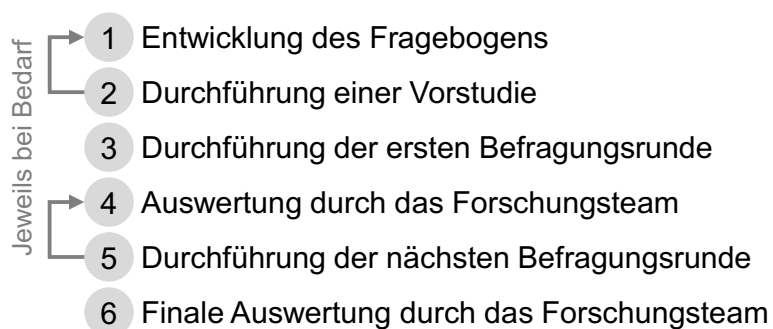 Jeweils bei Bedarf
1 Entwicklung des Fragebogens
2 Durchführung einer Vorstudie
3 Durchführung der ersten Befragungsrunde
4 Auswertung durch das Forschungsteam
5 Durchführung der nächsten Befragungsrunde
6 Finale Auswertung durch das Forschungsteam